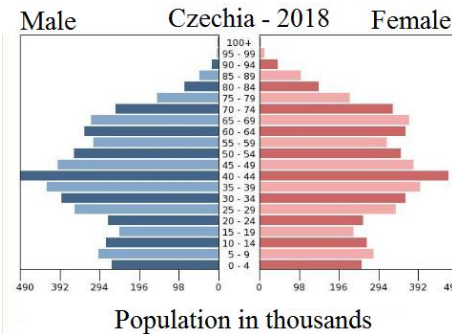 Male Czechia - 2018 Female
100+
95 - 99
90 - 94
85 - 89
80 - 84
75 - 79
70 - 74
65 - 69
60 - 64
55 - 59
50 - 54
45 - 49
40 - 44
35 - 39
30 - 34
25 - 29
20 - 24
15 - 19
10 - 14
5 - 9
0 - 4
490 392 294 196 98 0 0 98 196 294 392
Population in thousands